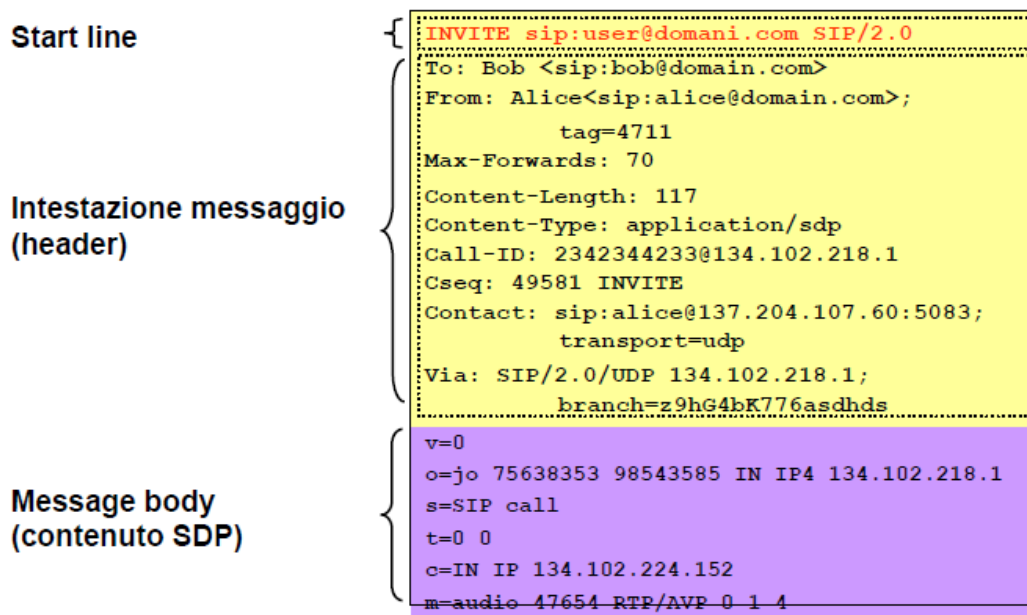 Start line
INVITE sip:user@domani.com SIP/2.0
Intestazione messaggio
(header)
To: Bob <sip:bob@domain.com>
From: Alice<sip:alice@domain.com>;
tag=4711
Max-Forwards: 70
Content-Length: 117
Content-Type: application/sdp
Call-ID: 2342344233@134.102.218.1
Cseq: 49581 INVITE
Contact: sip:alice@137.204.107.60:5083;
transport=udp
Via: SIP/2.0/UDP 134.102.218.1;
branch=z9hG4bK776asdhds
Message body
(contenuto SDP)
v=0
o=jo 75638353 98543585 IN IP4 134.102.218.1
s=SIP call
t=0 0
c=IN IP 134.102.224.152
m=audio 47654 RTP/AVP 0 1 4